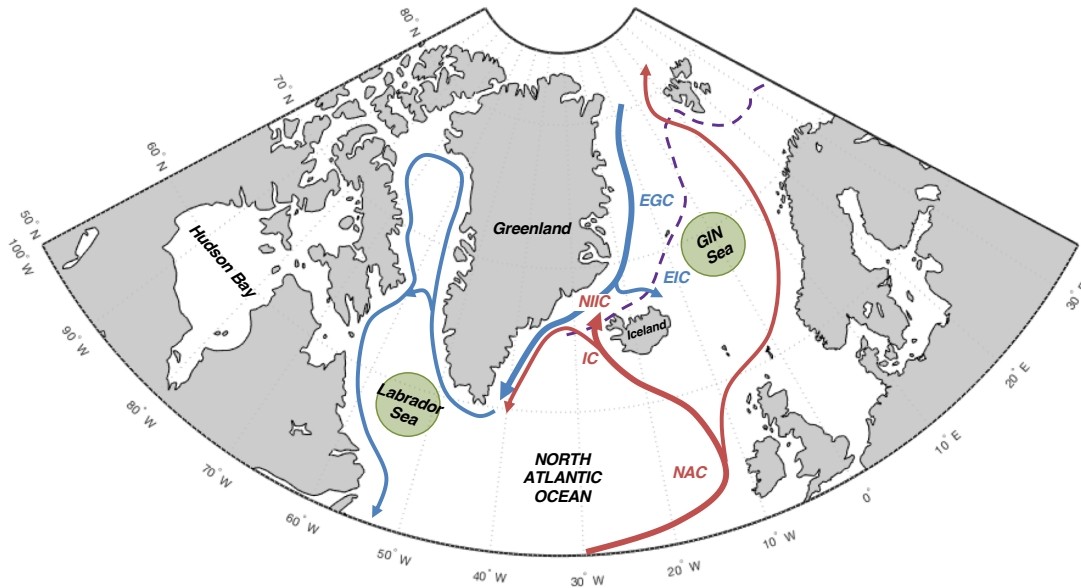 80° N
70° N
60° N
50° N
100° W
90° W
80° W
70° W
60° W
50° W
40° W
30° W
20° W
10° W
0°
10° E
20° E
30° E
Hudson Bay
Greenland
EGC
GIN
Sea
EIC
NIIC
Iceland
IC
Labrador
Sea
NAC
NORTH
ATLANTIC
OCEAN